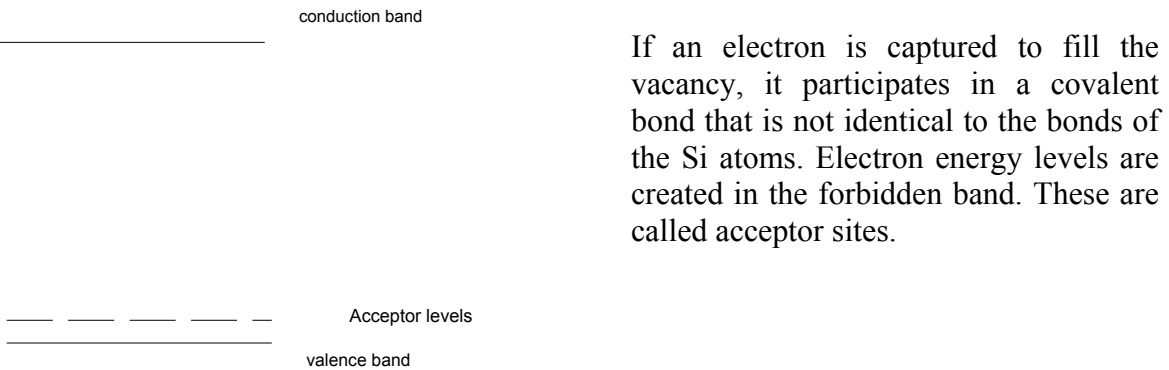 conduction band
If an electron is captured to fill the
vacancy, it participates in a covalent
bond that is not identical to the bonds of
the Si atoms. Electron energy levels are
created in the forbidden band. These are
called acceptor sites.
Acceptor levels
valence band